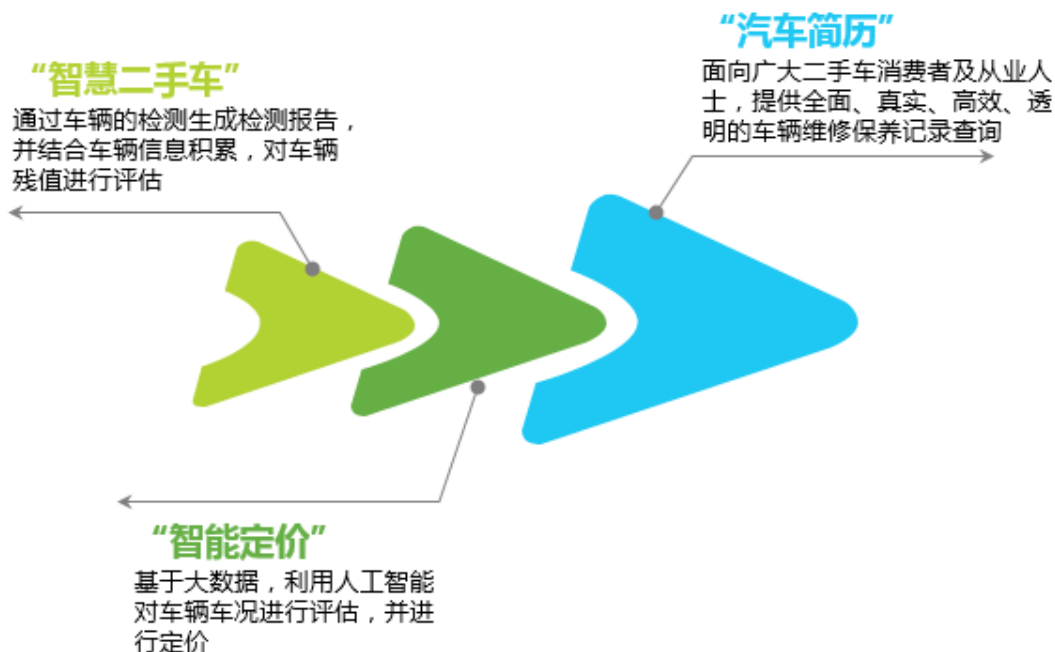 “智慧二手车”
通过车辆的检测生成检测报告，
并结合车辆信息积累，对车辆
残值进行评估
“汽车简历”
面向广大二手车消费者及从业人
士，提供全面、真实、高效、透
明的车辆维修保养记录查询
“智能定价”
基于大数据，利用人工智能
对车辆车况进行评估，并进
行定价